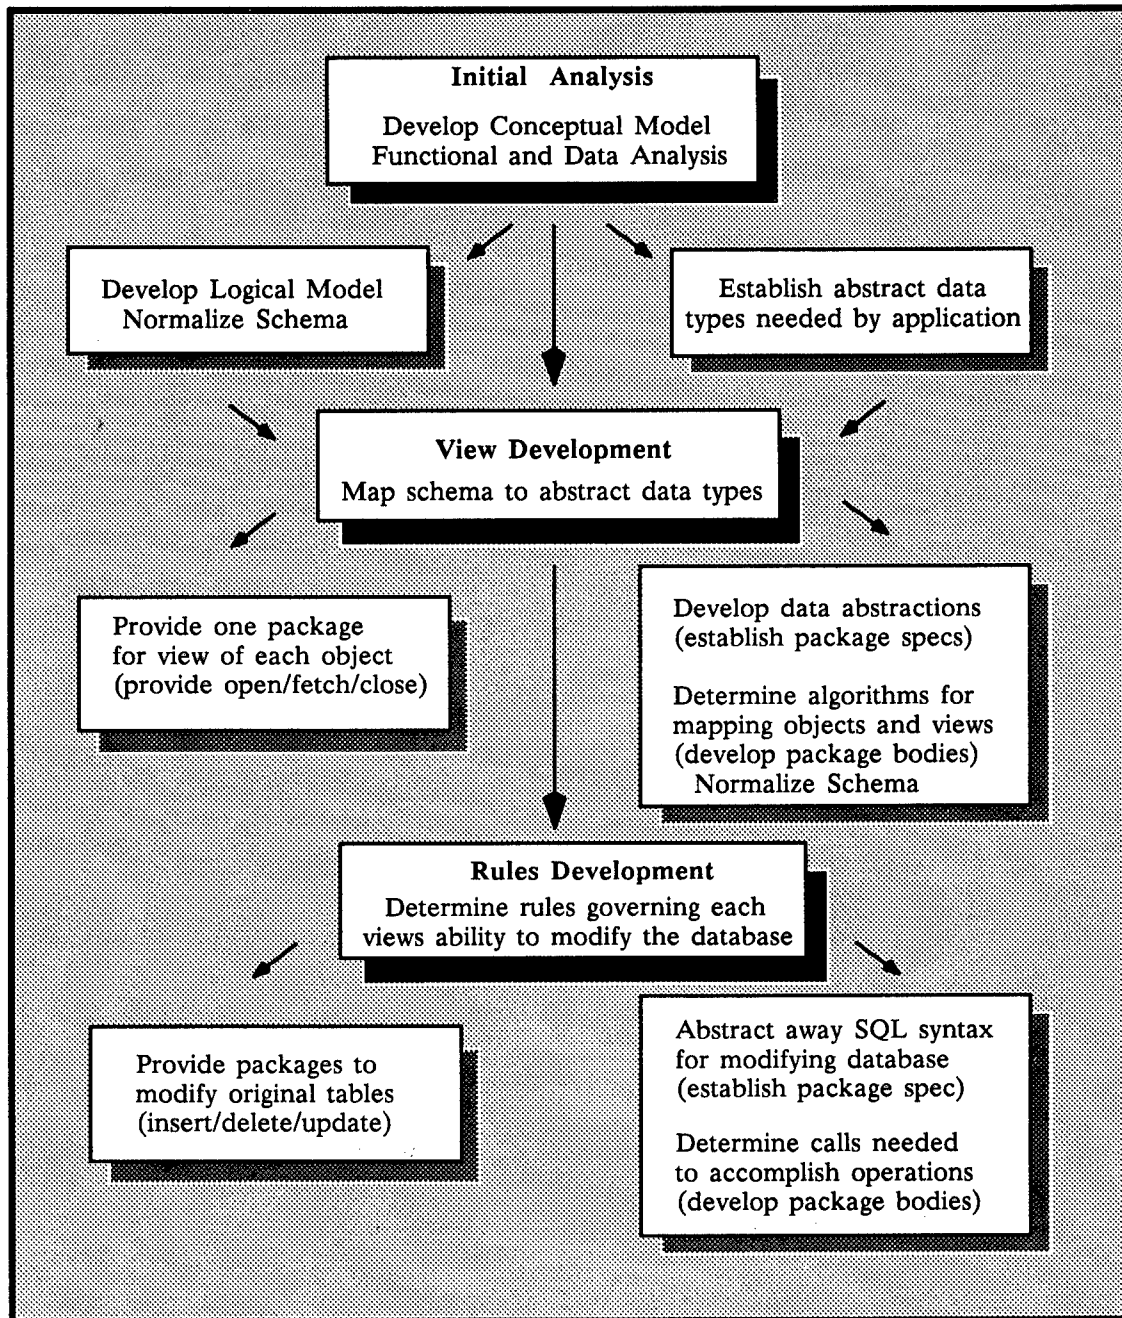 Initial Analysis
Develop Conceptual Model
Functional and Data Analysis
Develop Logical Model
Normalize Schema
Establish abstract data
types needed by application
View Development
Map schema to abstract data types
Provide one package
for view of each object
(provide open/fetch/close)
Develop data abstractions
(establish package specs)
Determine algorithms for
mapping objects and views
(develop package bodies)
Normalize Schema
Rules Development
Determine rules governing each
views ability to modify the database
Provide packages to
modify original tables
(insert/delete/update)
Abstract away SQL syntax
for modifying database
(establish package spec)
Determine calls needed
to accomplish operations
(develop package bodies)